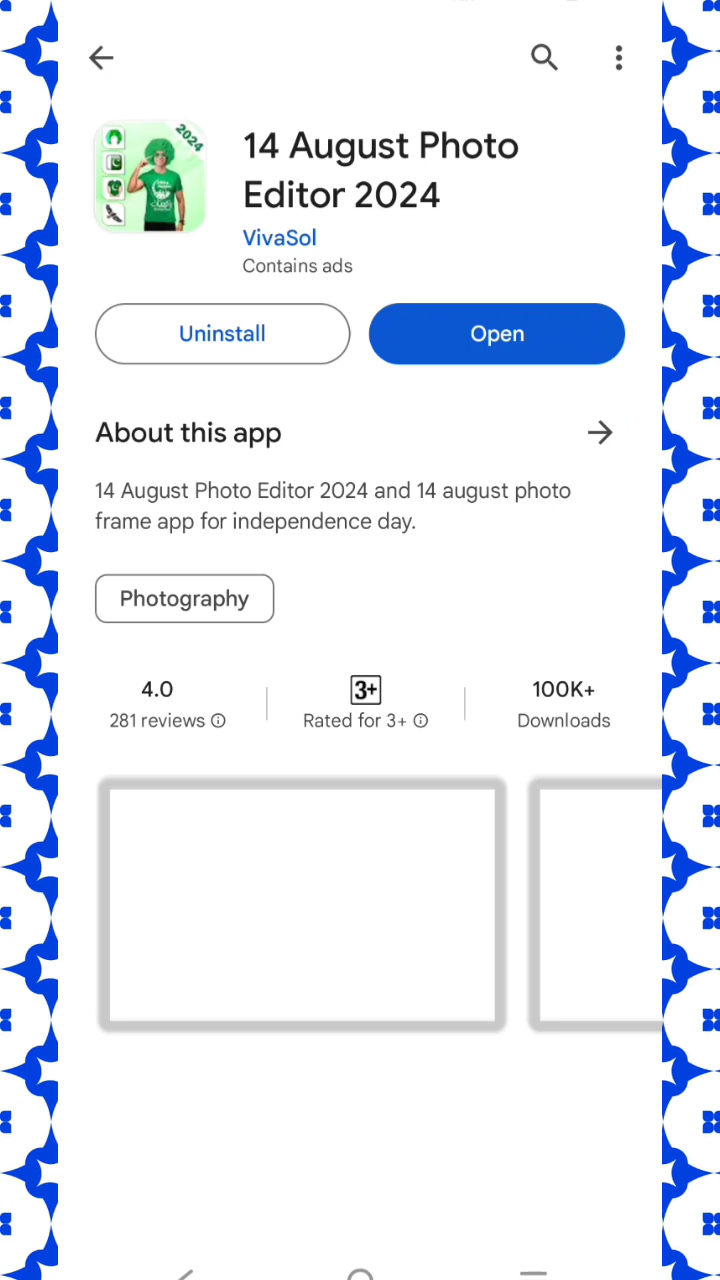 2024
14 August Photo
Editor 2024
VivaSol
Contains ads
Uninstall
Open
About this app
14 August Photo Editor 2024 and 14 august photo
frame app for independence day.
Photography
4.0
281 reviews
3+
Rated for 3+
100K+
Downloads